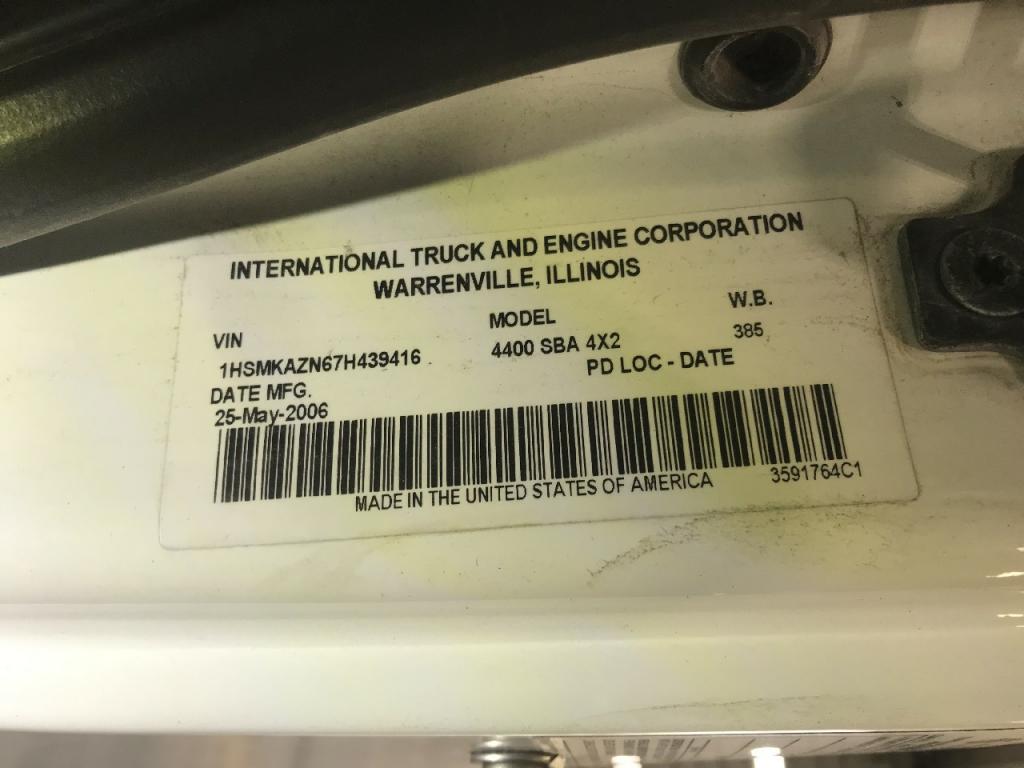 INTERNATIONAL TRUCK AND ENGINE CORPORATION
WARRENVILLE, ILLINOIS
VIN MODEL W.B.
1HSMKAZN67H439416 4400 SBA 4X2 385
DATE MFG. PD LOC - DATE
25-May-2006
MADE IN THE UNITED STATES OF AMERICA 3591764C1